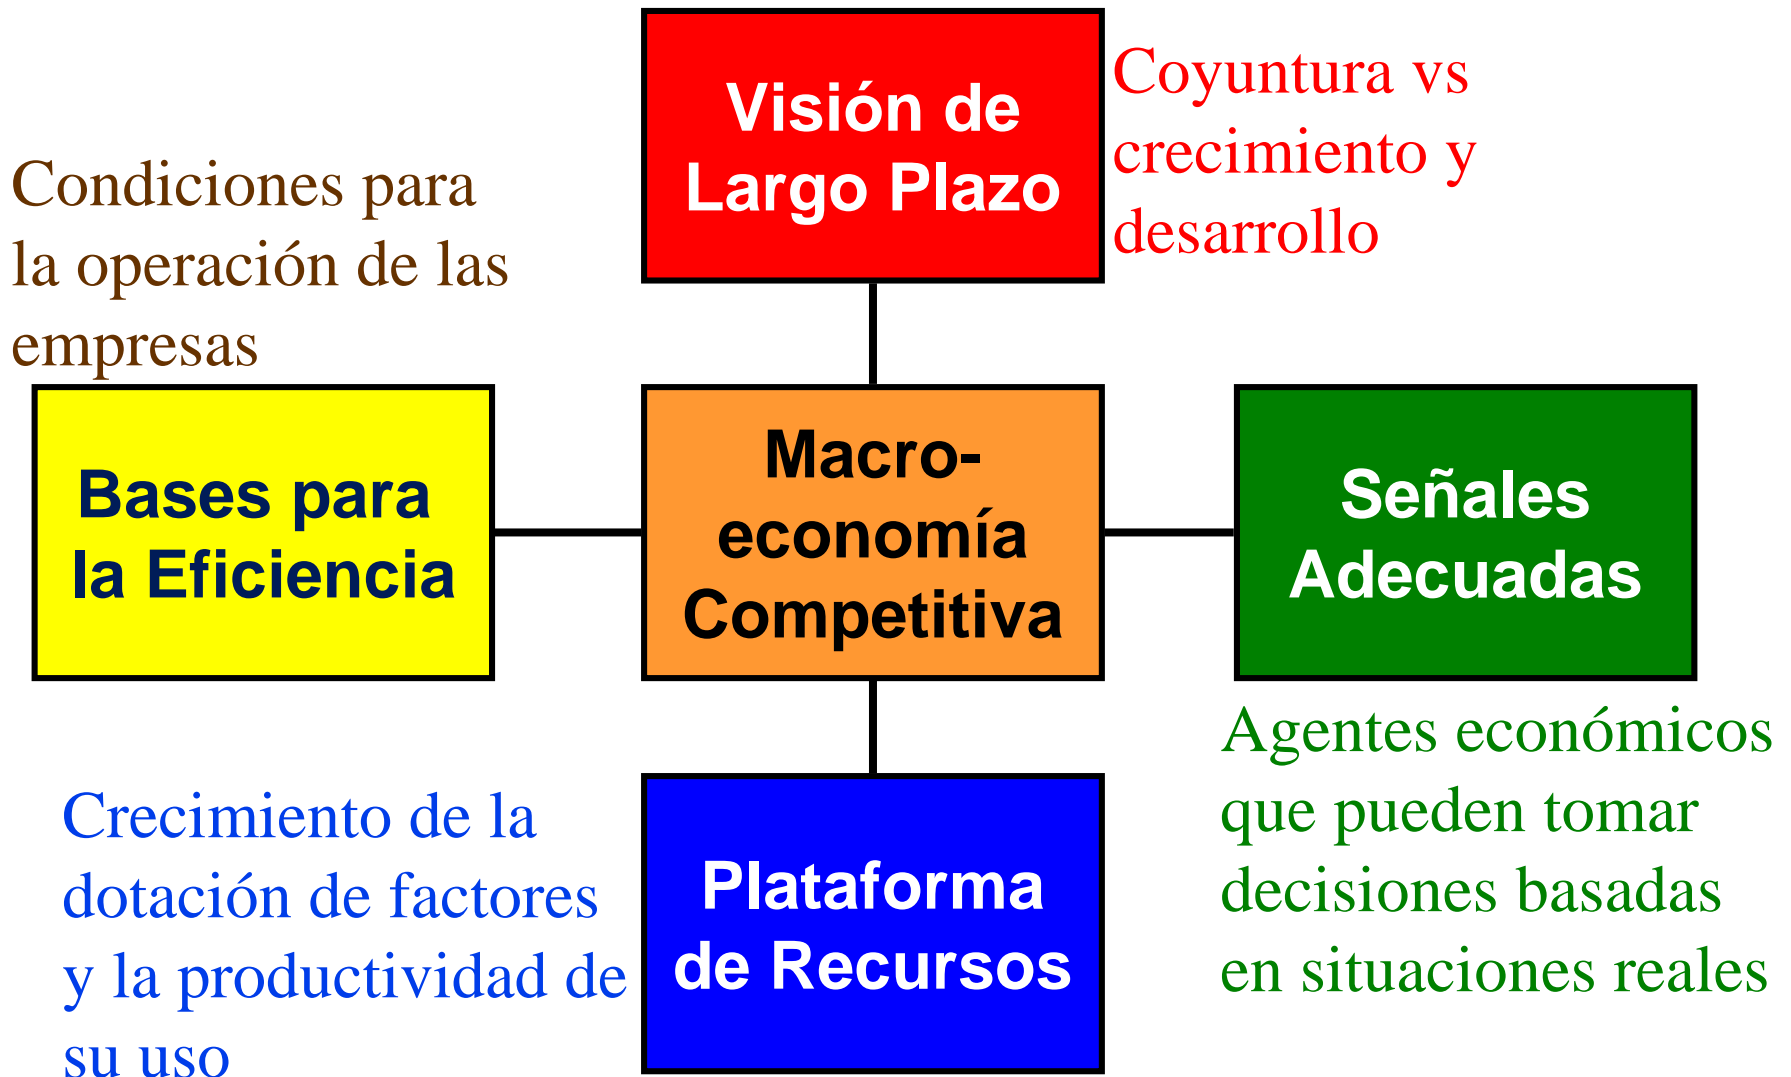 Visión de
Largo Plazo
Coyuntura vs
crecimiento y
desarrollo
Condiciones para
la operación de las
empresas
Bases para
la Eficiencia
Macro-
economía
Competitiva
Señales
Adecuadas
Agentes económicos
que pueden tomar
decisiones basadas
en situaciones reales
Crecimiento de la
dotación de factores
y la productividad de
su uso
Plataforma
de Recursos